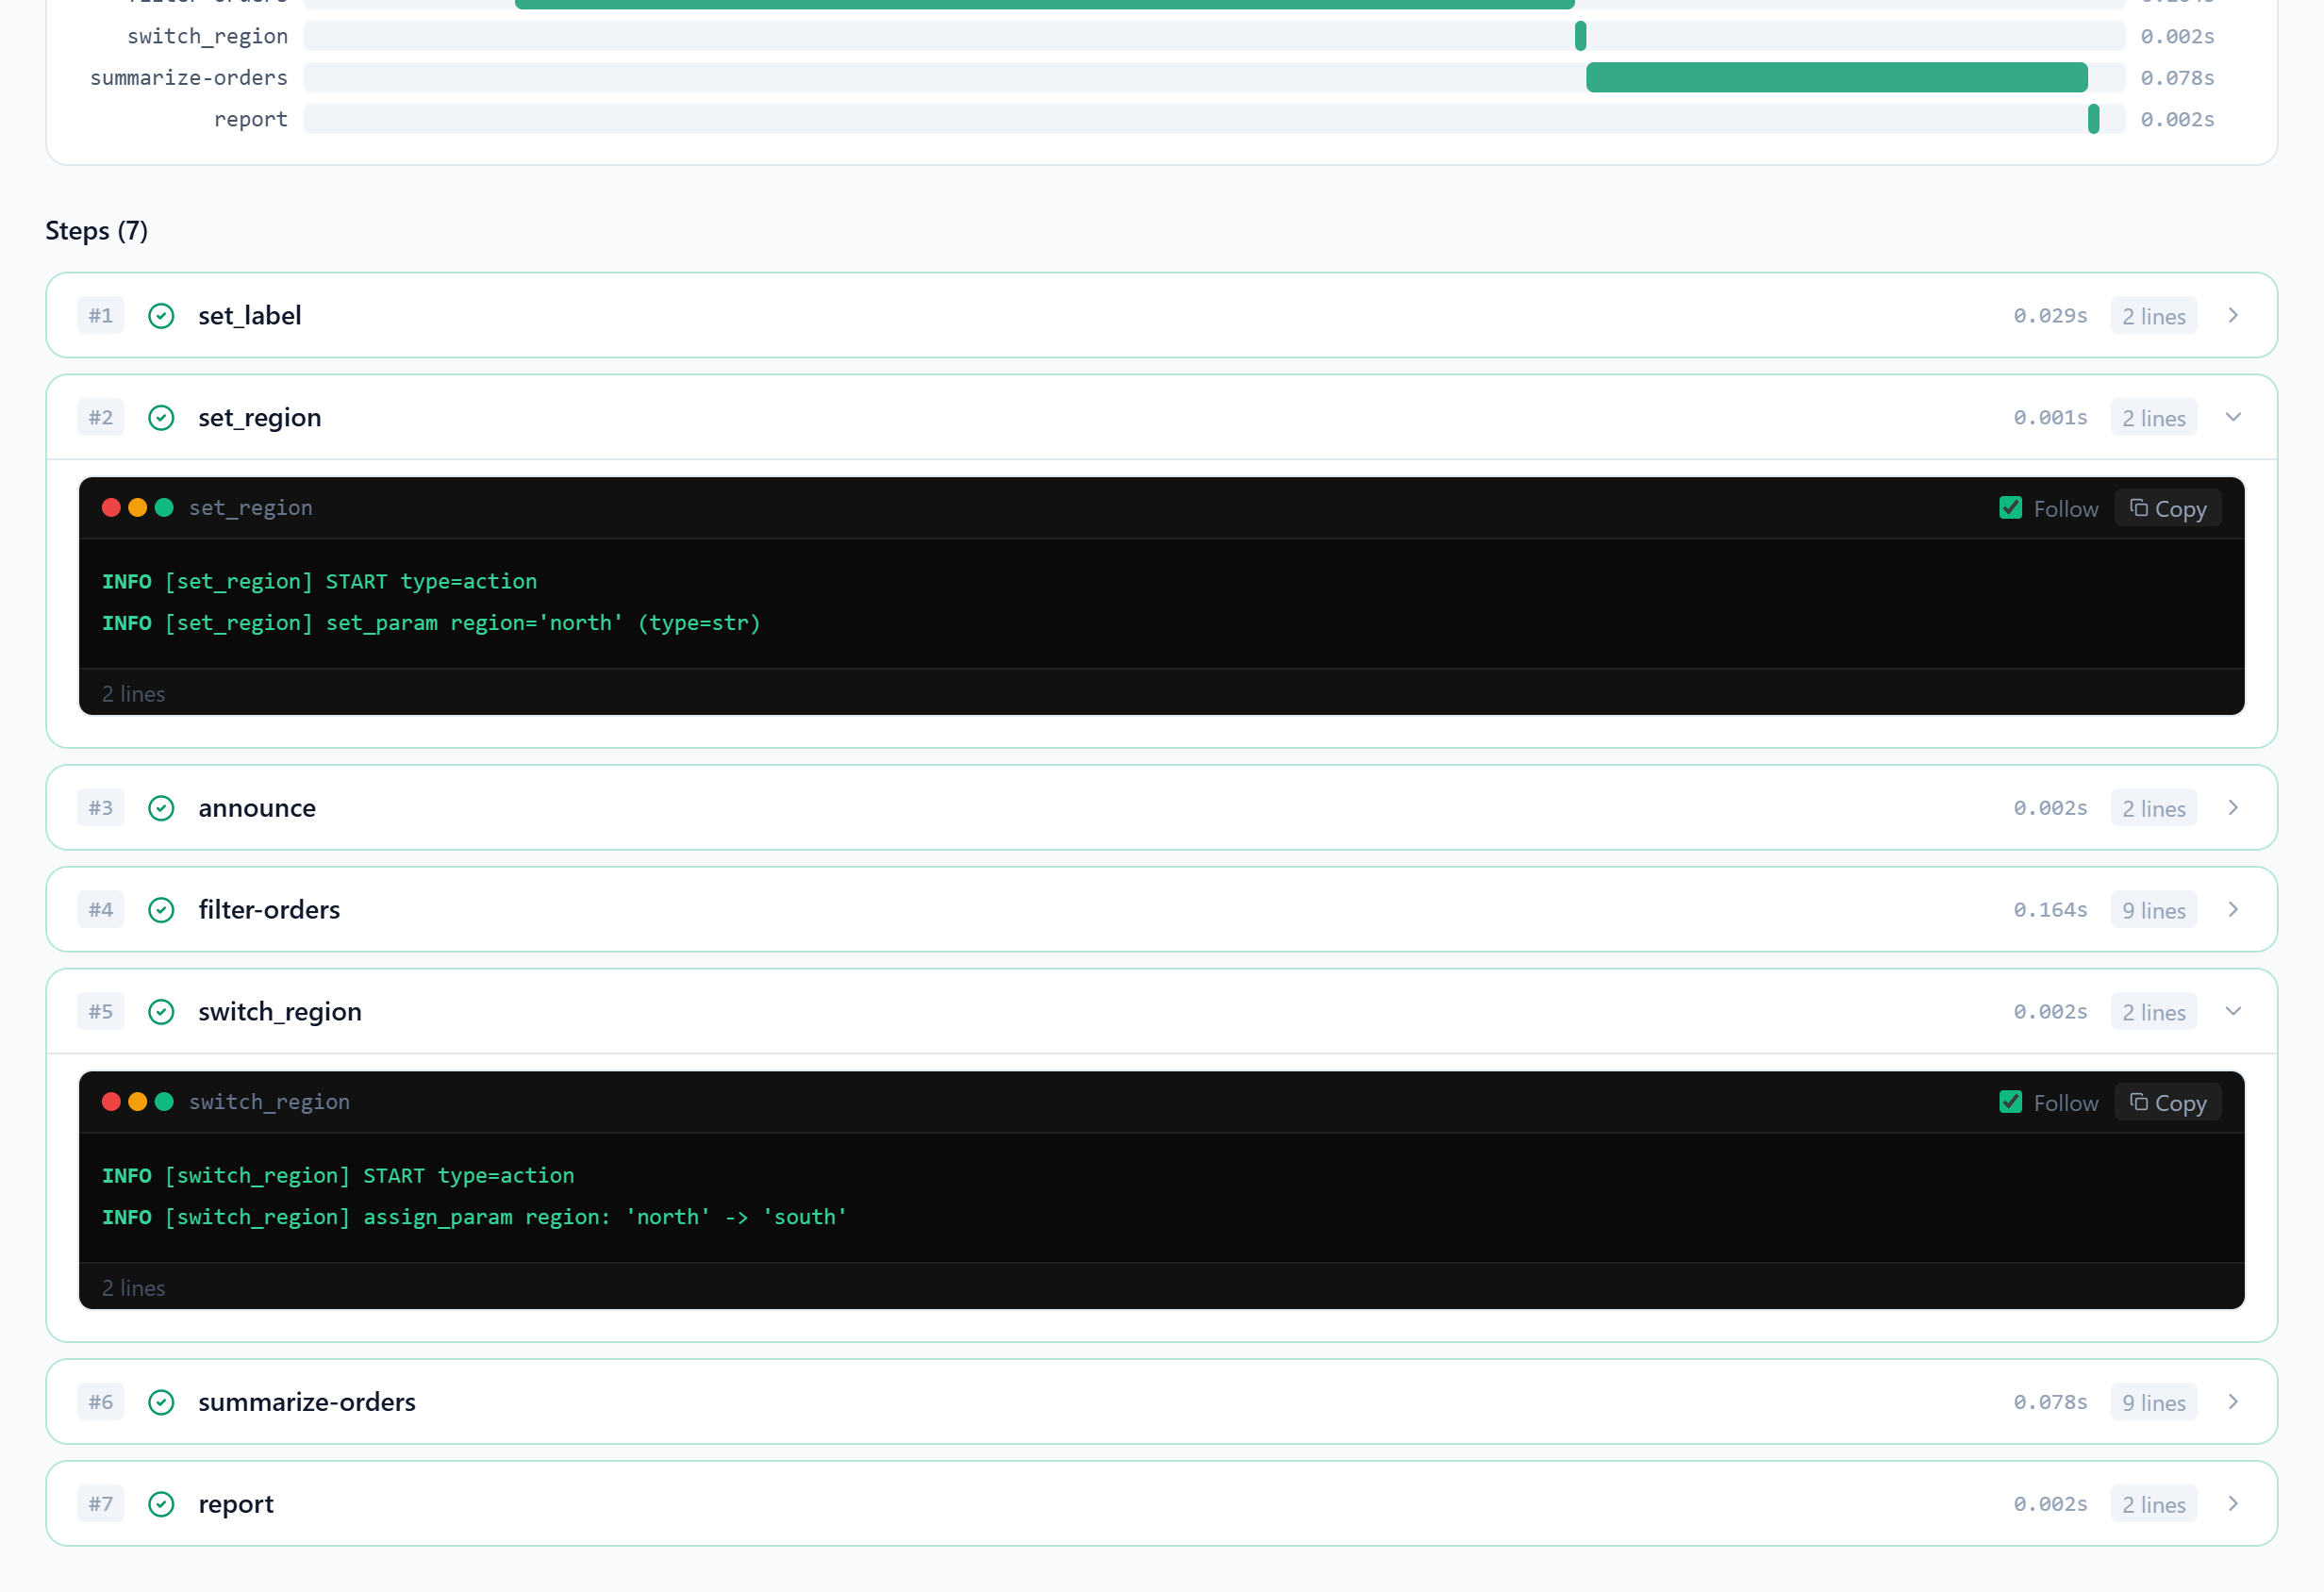 switch_region 0.002s
summarize-orders 0.078s
report 0.002s
Steps (7)
#1 set_label 0.029s 2 lines
#2 set_region 0.001s 2 lines
set_region Follow Copy
INFO [set_region] START type=action
INFO [set_region] set_param region='north' (type=str)
2 lines
#3 announce 0.002s 2 lines
#4 filter-orders 0.164s 9 lines
#5 switch_region 0.002s 2 lines
switch_region Follow Copy
INFO [switch_region] START type=action
INFO [switch_region] assign_param region: 'north' -> 'south'
2 lines
#6 summarize-orders 0.078s 9 lines
#7 report 0.002s 2 lines